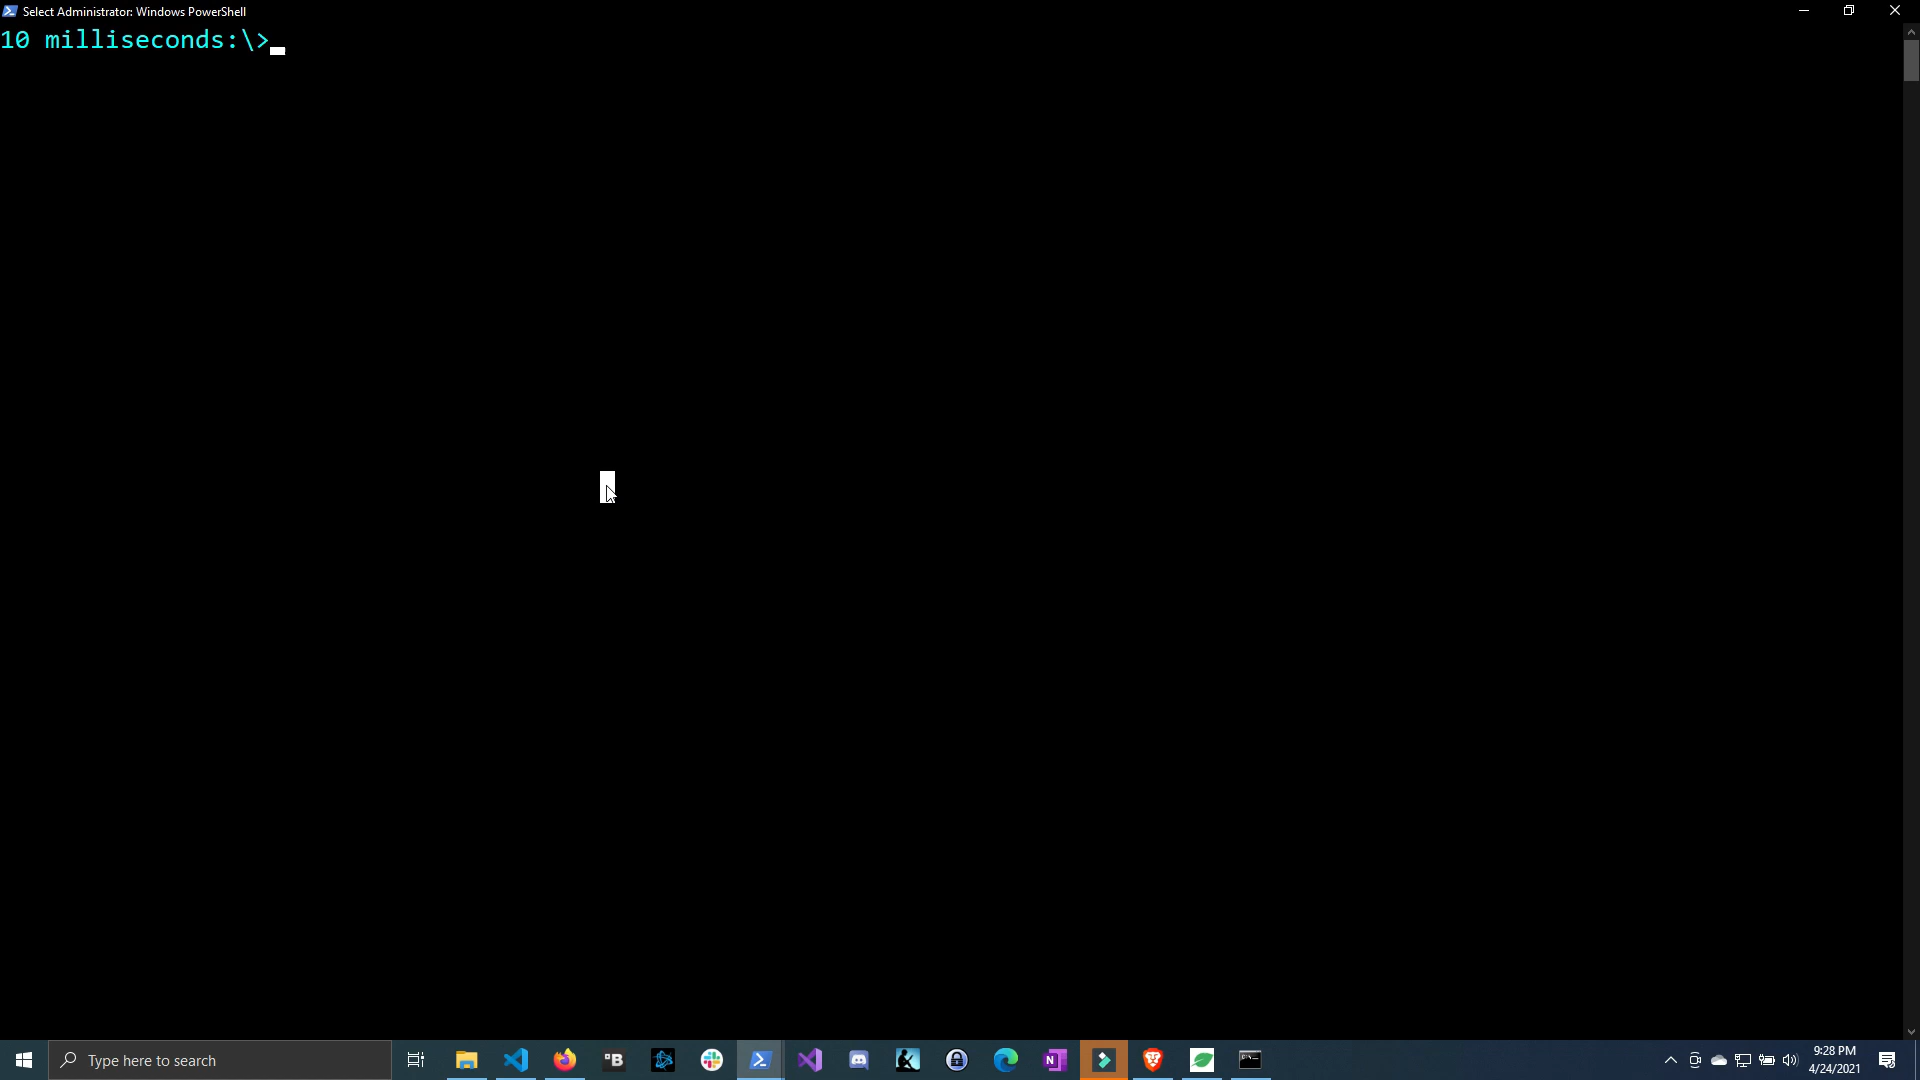 Select Administrator: Windows PowerShell
10 milliseconds:\>
Type here to search
9:28 PM
4/24/2021